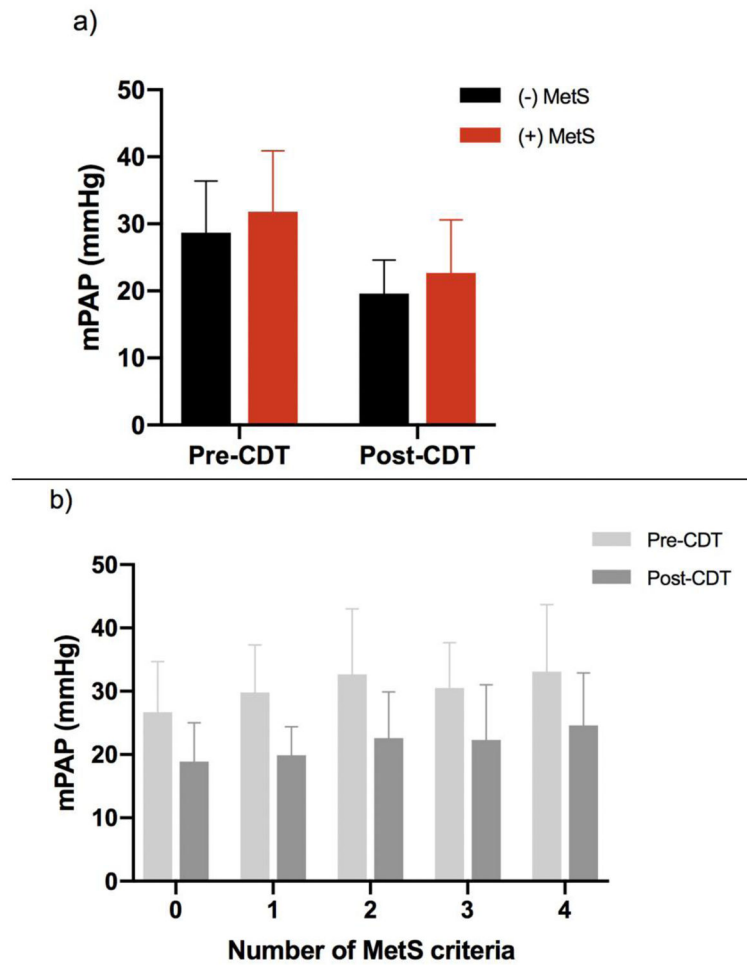 a)
50
40
30
20
10
0
mPAP (mmHg)
(-) MetS
(+) MetS
Pre-CDT Post-CDT
b)
50
40
30
20
10
0
mPAP (mmHg)
Pre-CDT
Post-CDT
0 1 2 3 4
Number of MetS criteria